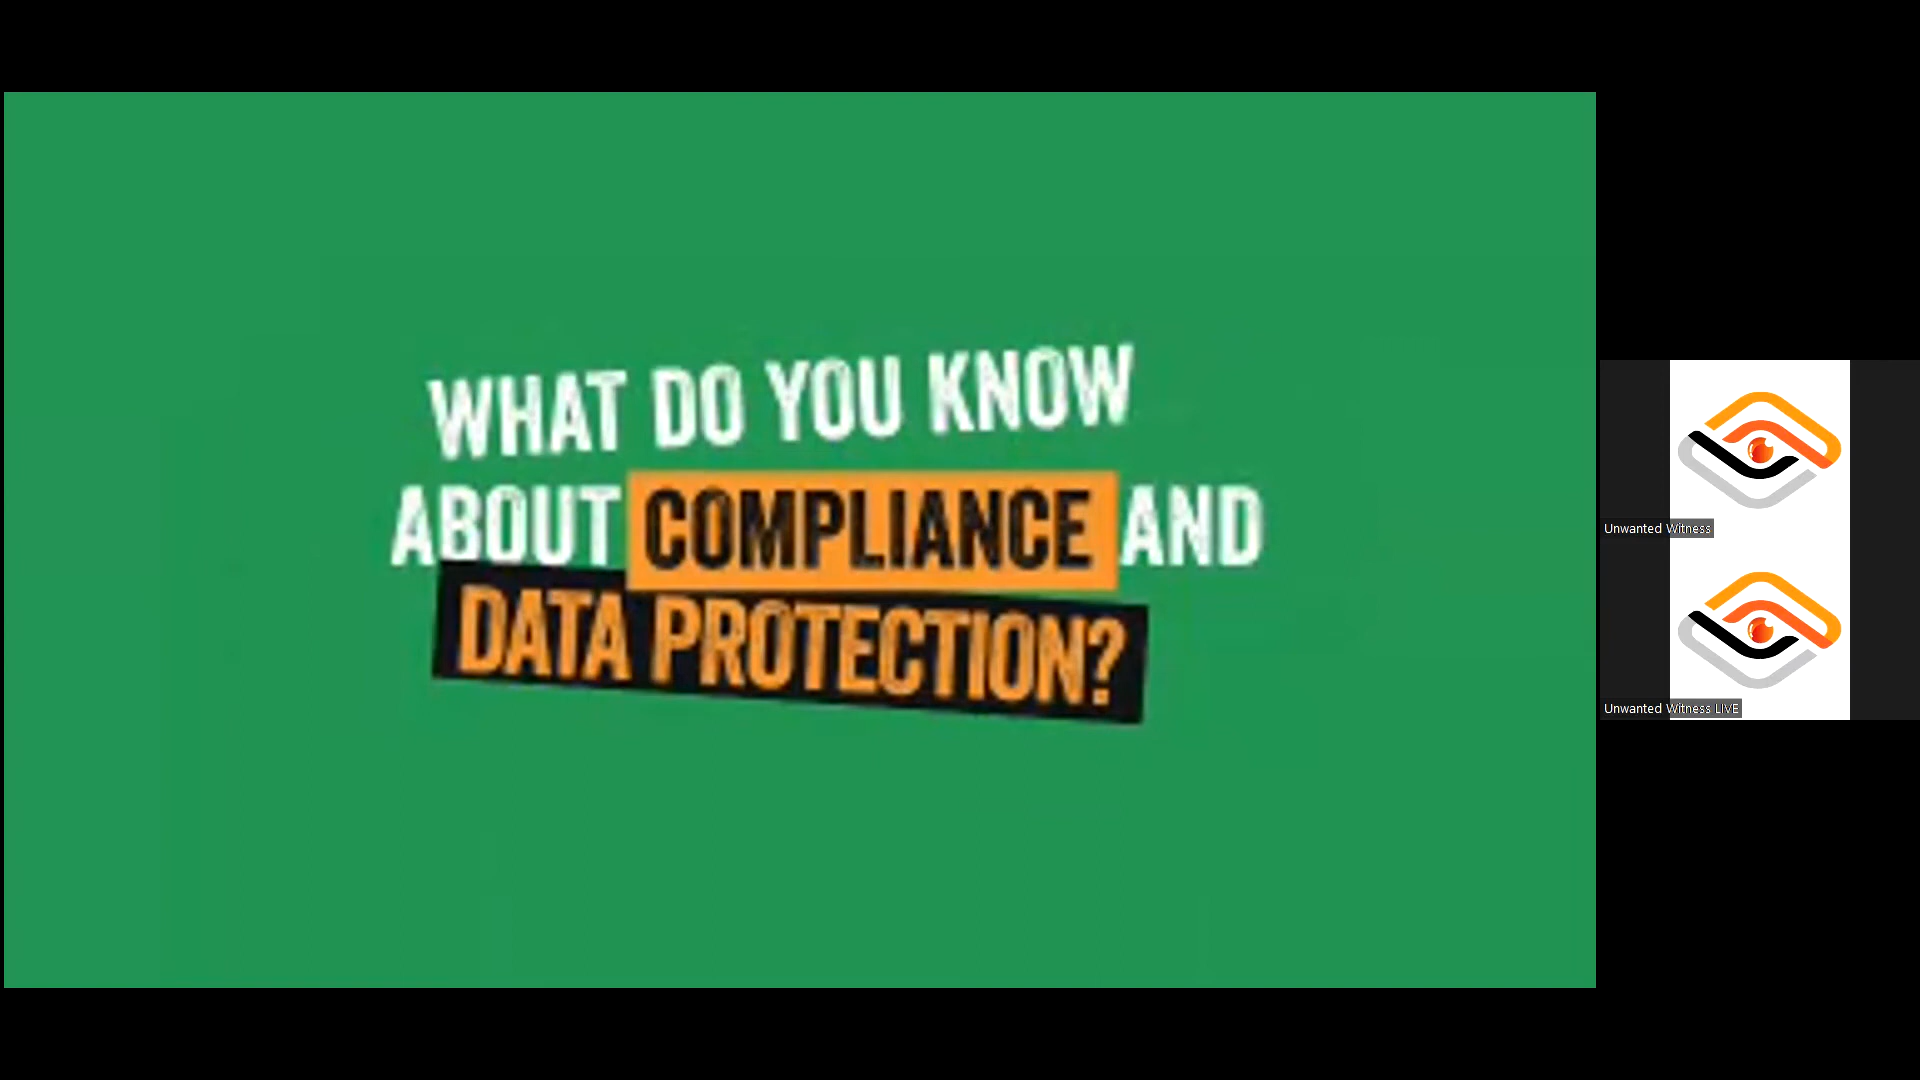 WHAT DO YOU KNOW
ABOUT COMPLIANCE AND
DATA PROTECTION?
Unwanted Witness
Unwanted Witness LIVE